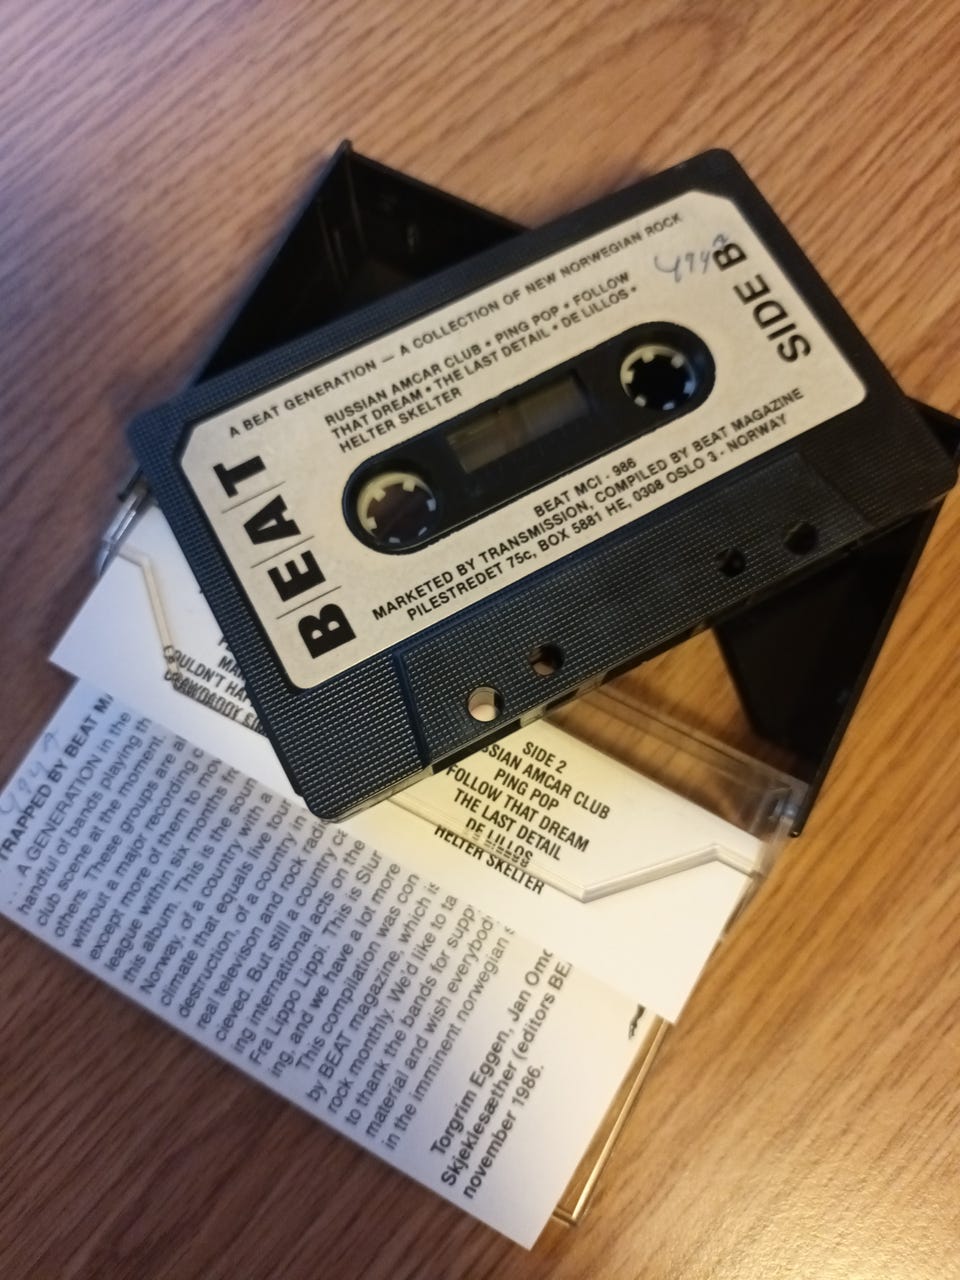 A BEAT GENERATION — A COLLECTION OF NEW NORWEGIAN ROCK
RUSSIAN AMCAR CLUB • PING POP • FOLLOW
THAT DREAM • THE LAST DETAIL • DE LILLOS •
HELTER SKELTER
BEAT
SIDE B
BEAT MCI - 986
MARKETED BY TRANSMISSION, COMPILED BY BEAT MAGAZINE
PILESTREDET 75c, BOX 5881 HE, 0308 OSLO 3 - NORWAY
SIDE 2
SSIAN AMCAR CLUB
PING POP
FOLLOW THAT DREAM
THE LAST DETAIL
DE LILLOS
HELTER SKELTER
OULDN'T HA
TRAPPED BY BEAT M
... A GENERATION in the
handful of bands playing th
club scene at the moment.
others. These groups are al
without a major recording c
except more of them to mov
league within six months fr
this album. This is the soun
Norway, of a country with a
climate that equals live tour
destruction, of a country in
real televison and rock radi
cieved. But still a country ca
ing international acts on the
Fra Lippo Lippi. This is Slur
ing, and we have a lot more
This compilation was con
by BEAT magazine, which is
rock monthly. We'd like to ta
to thank the bands for supp
material and wish everybod
in the imminent norwegian
Torgrim Eggen, Jan Om
Skjeklesæther (editors BE
november 1986.